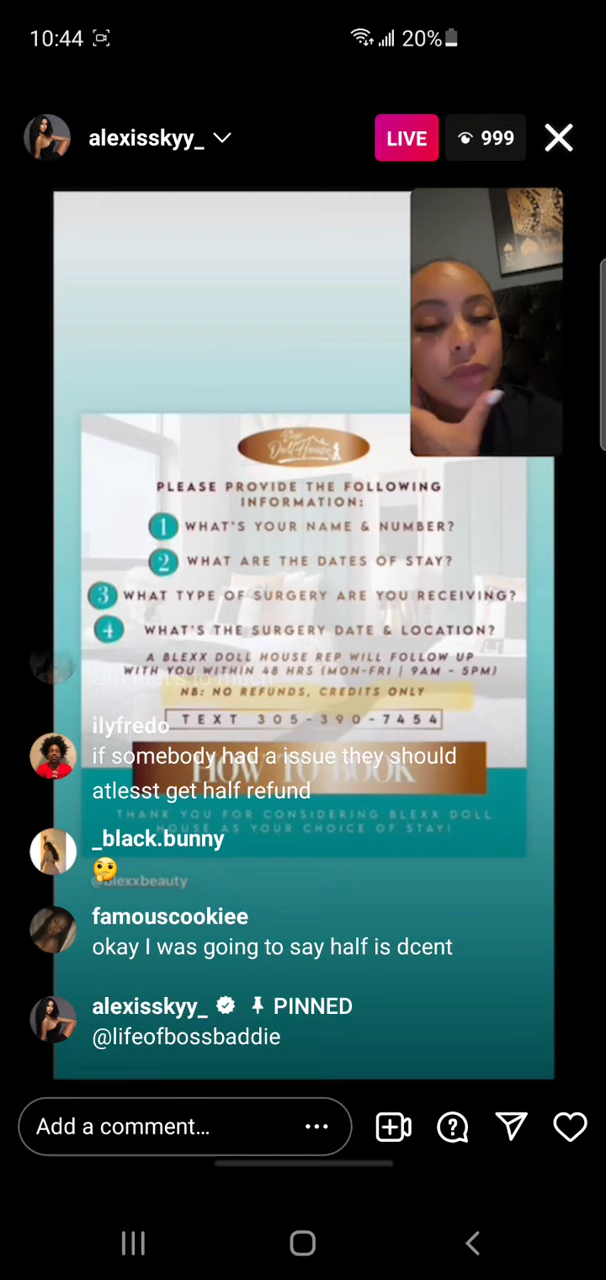 10:44
20%
alexisskyy_
LIVE
999
Doll House
PLEASE PROVIDE THE FOLLOWING
INFORMATION:
1 WHAT'S YOUR NAME & NUMBER?
2 WHAT ARE THE DATES OF STAY?
3 WHAT TYPE OF SURGERY ARE YOU RECEIVING?
4 WHAT'S THE SURGERY DATE & LOCATION?
A BLEXX DOLL HOUSE REP WILL FOLLOW UP
WITH YOU WITHIN 48 HRS (MON-FRI | 9AM - 5PM)
NB: NO REFUNDS, CREDITS ONLY
TEXT 305-390-7454
HOW TO BOOK
THANK YOU FOR CONSIDERING BLEXX DOLL
HOUSE AS YOUR CHOICE OF STAY!
@blexxbeauty
ilyfredo
if somebody had a issue they should
atlesst get half refund
_black.bunny
🤔
famouscookiee
okay I was going to say half is dcent
alexisskyy_ PINNED
@lifeofbossbaddie
Add a comment...